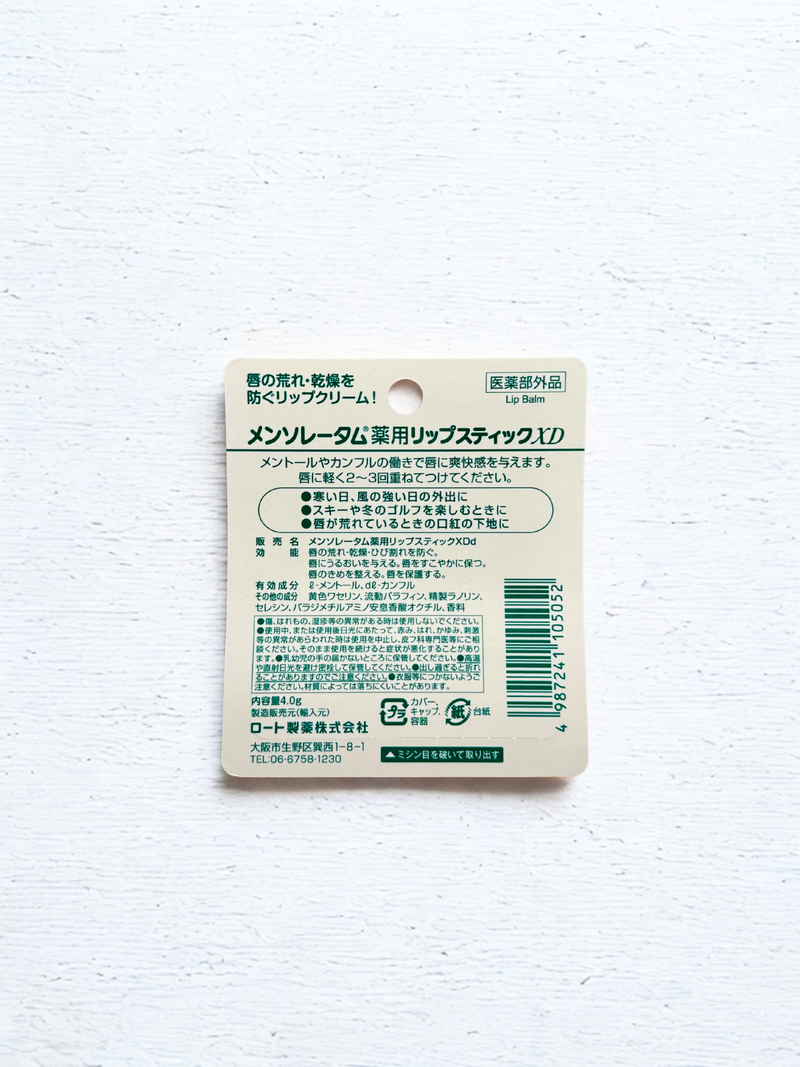 唇の荒れ・乾燥を
防ぐリップクリーム!
医薬部外品
Lip Balm
メンソレータム®薬用リップスティックXD
メントールやカンフルの働きで唇に爽快感を与えます。
唇に軽く2〜3回重ねてつけてください。
●寒い日、風の強い日の外出に
●スキーや冬のゴルフを楽しむときに
●唇が荒れているときの口紅の下地に
販売名 メンソレータム薬用リップスティックXDd
効能 唇の荒れ・乾燥・ひび割れを防ぐ。
唇にうるおいを与える。唇をすこやかに保つ。
唇のきめを整える。唇を保護する。
有効成分 ℓ-メントール、dℓ-カンフル
その他の成分 黄色ワセリン、流動パラフィン、精製ラノリン、
セレシン、パラジメチルアミノ安息香酸オクチル、香料
●傷、はれもの、湿疹等の異常がある時は使用しないでください。
●使用中、または使用後日光にあたって、赤み、はれ、かゆみ、刺激
等の異常があらわれた時は使用を中止し、皮フ科専門医等にご相
談ください。そのまま使用を続けると症状が悪化することがあり
ます。●乳幼児の手の届かないところに保管してください。●高温
や直射日光を避け密栓して保管してください。●出し過ぎると折れ
ることがありますのでご注意ください。●衣服等につかないようご
注意ください。材質によっては落ちにくいことがあります。
内容量4.0g
製造販売元(輸入元)
ロート製薬株式会社
大阪市生野区巽西1-8-1
TEL:06-6758-1230
プラ
カバー、
キャップ、
容器
紙
台紙
▲ミシン目を破いて取り出す
4 987241 105052